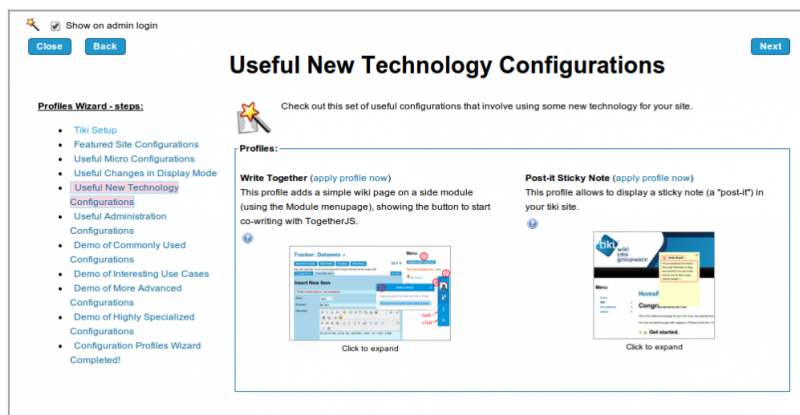 Show on admin login
Close Back Next
Useful New Technology Configurations
Check out this set of useful configurations that involve using some new technology for your site.
Profiles Wizard - steps:
Tiki Setup
Featured Site Configurations
Useful Micro Configurations
Useful Changes in Display Mode
Useful New Technology
Configurations
Useful Administration
Configurations
Demo of Commonly Used
Configurations
Demo of Interesting Use Cases
Demo of More Advanced
Configurations
Demo of Highly Specialized
Configurations
Configuration Profiles Wizard
Completed!
Profiles:
Write Together (apply profile now)
This profile adds a simple wiki page on a side module
(using the Module menupage), showing the button to start
co-writing with TogetherJS.
Tracker: Datasets
Menu
Insert New Item
Click to expand
Post-it Sticky Note (apply profile now)
This profile allows to display a sticky note (a "post-it") in
your tiki site.
tiki
wiki
cms
groupware
Menu
Get started.
Click to expand